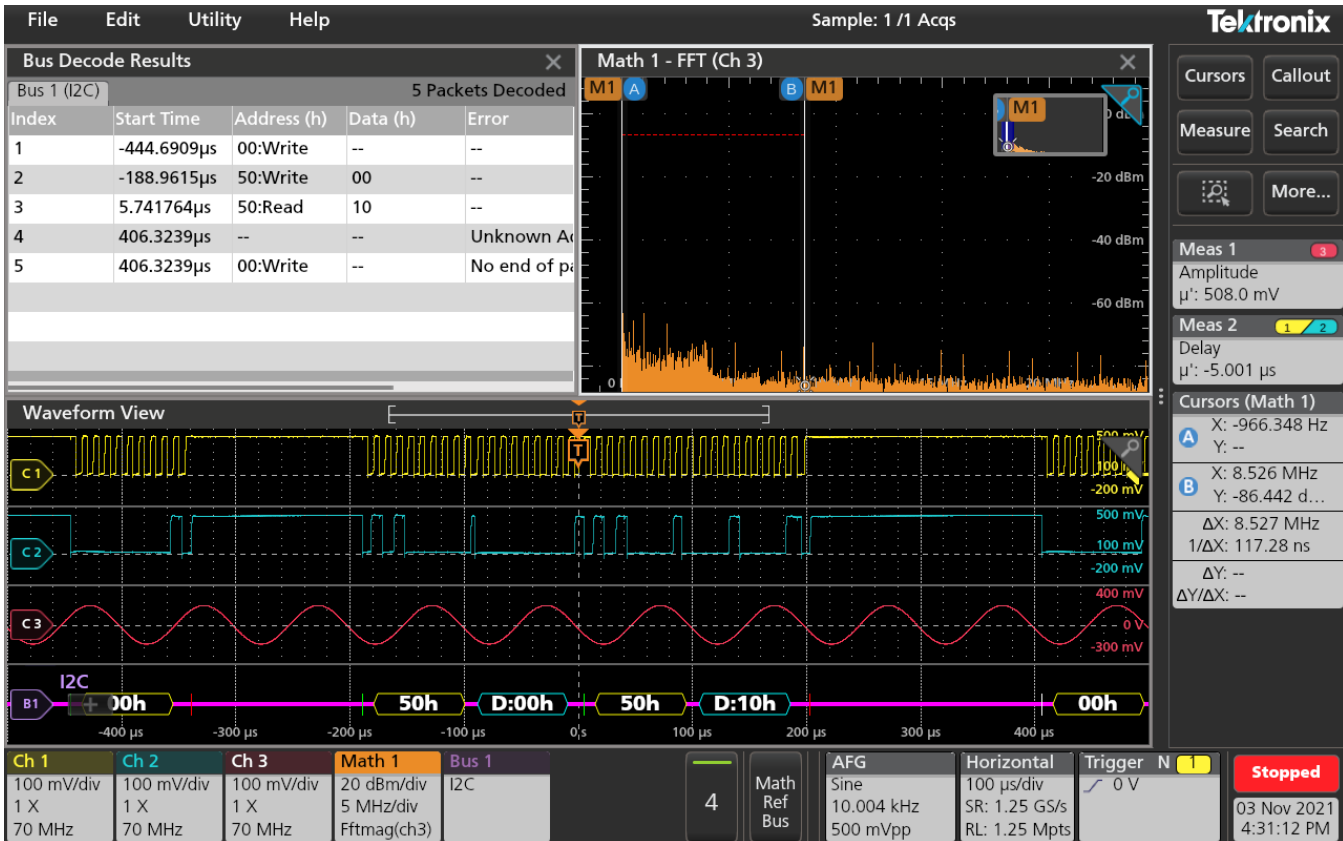 File Edit Utility Help Sample: 1 /1 Acqs Tektronix
Bus Decode Results
Bus 1 (I2C) 5 Packets Decoded
Index Start Time Address (h) Data (h) Error
1 -444.6909µs 00:Write -- --
2 -188.9615µs 50:Write 00 --
3 5.741764µs 50:Read 10 --
4 406.3239µs -- -- Unknown
5 406.3239µs 00:Write -- No end of
Math 1 - FFT (Ch 3)
M1 A B M1
M1
-20 dBm
-40 dBm
-60 dBm
Cursors Callout
Measure Search
More...
Meas 1 3
Amplitude
µ': 508.0 mV
Meas 2 1 2
Delay
µ': -5.001 µs
Cursors (Math 1)
A X: -966.348 Hz
Y: --
B X: 8.526 MHz
Y: -86.442 d...
ΔX: 8.527 MHz
1/ΔX: 117.28 ns
ΔY: --
ΔY/ΔX: --
Waveform View
T
T
C 1
500 mV
100
-200 mV
C 2
500 mV
100 mV
-200 mV
C 3
400 mV
0 V
-300 mV
I2C
B1 00h 50h D:00h 50h D:10h 00h
-400 µs -300 µs -200 µs -100 µs 0 s 100 µs 200 µs 300 µs 400 µs
Ch 1
100 mV/div
1 X
70 MHz
Ch 2
100 mV/div
1 X
70 MHz
Ch 3
100 mV/div
1 X
70 MHz
Math 1
20 dBm/div
5 MHz/div
Fftmag(ch3)
Bus 1
I2C
4
Math
Ref
Bus
AFG
Sine
10.004 kHz
500 mVpp
Horizontal
100 µs/div
SR: 1.25 GS/s
RL: 1.25 Mpts
Trigger N 1
0 V
Stopped
03 Nov 2021
4:31:12 PM